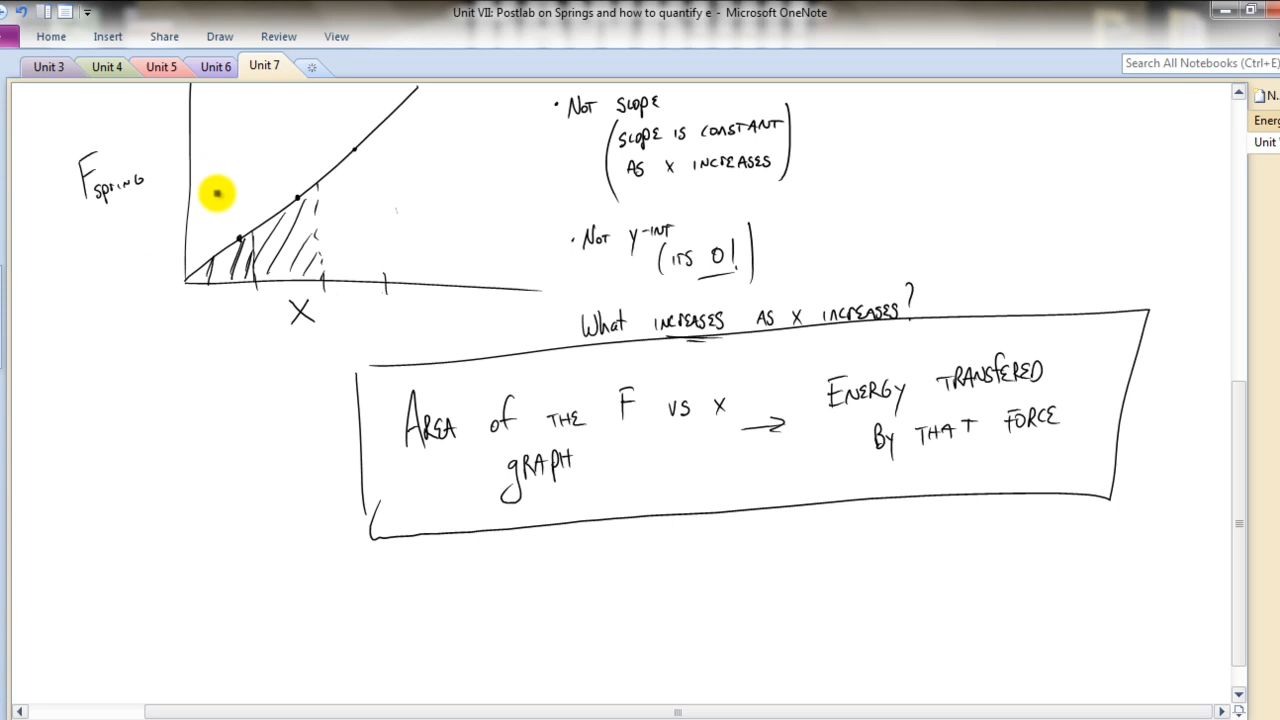 Unit VII: Postlab on Springs and how to quantify e - Microsoft OneNote
Home Insert Share Draw Review View
Unit 3 Unit 4 Unit 5 Unit 6 Unit 7
Search All Notebooks (Ctrl+E)
N..
Energ
Unit V
• NOT SLOPE
(SLOPE IS CONSTANT
AS X INCREASES)
Fspring
• NOT Y-INT
(ITS 0!)
X
What INCREASES AS X INCREASES?
AREA OF THE F VS X
GRAPH
→ ENERGY TRANSFERED
BY THAT FORCE